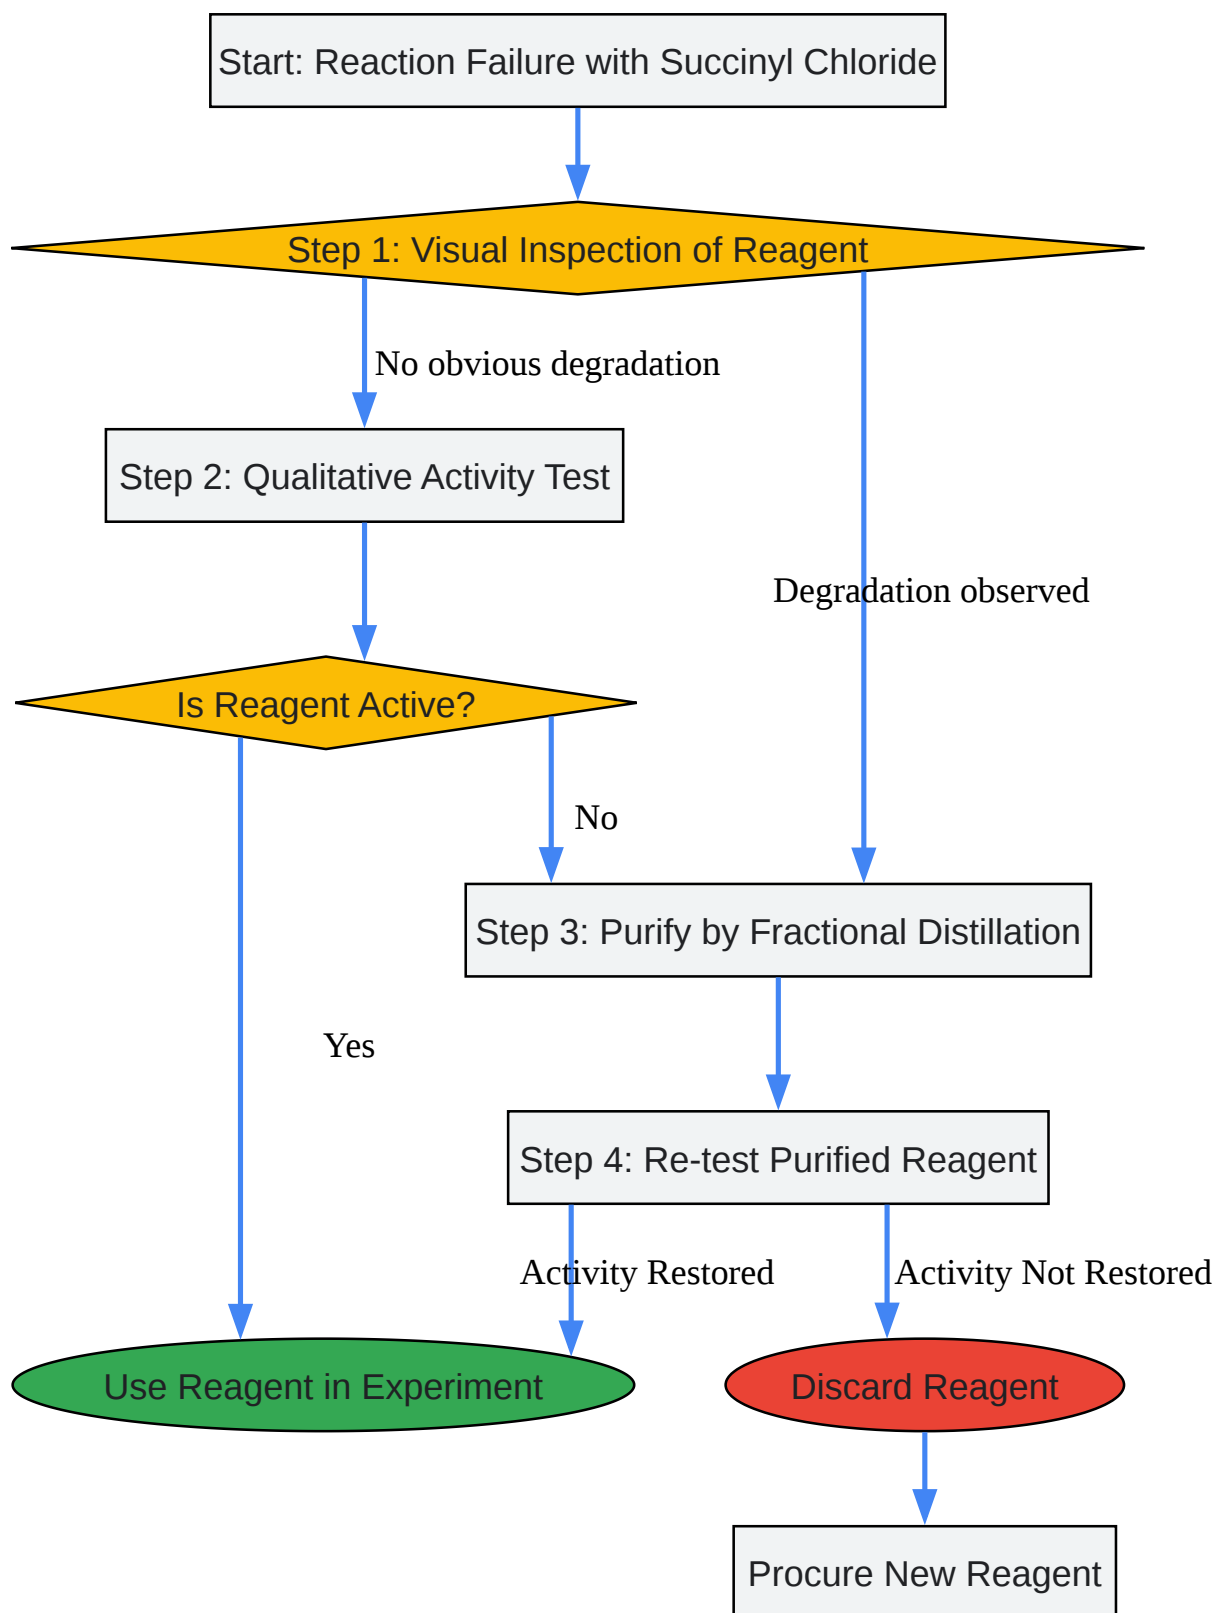 Start: Reaction Failure with Succinyl Chloride
Step 1: Visual Inspection of Reagent
No obvious degradation
Step 2: Qualitative Activity Test
Degradation observed
Is Reagent Active?
No
Step 3: Purify by Fractional Distillation
Yes
Step 4: Re-test Purified Reagent
Activity Restored
Activity Not Restored
Use Reagent in Experiment
Discard Reagent
Procure New Reagent